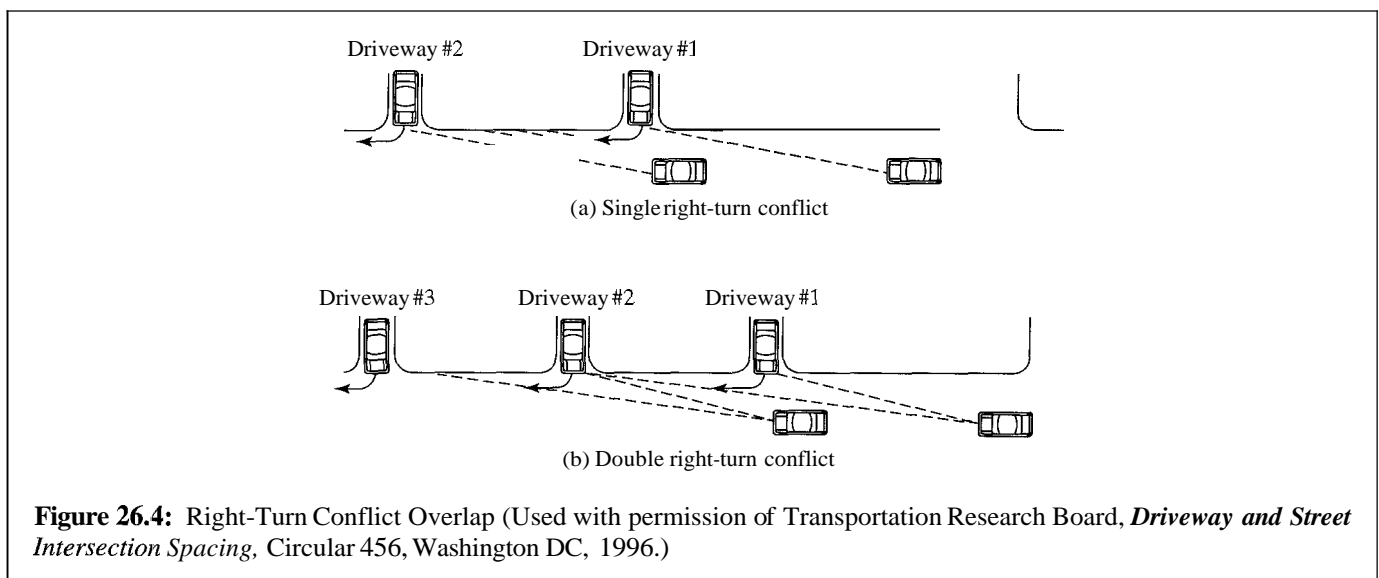 Driveway #2 Driveway #1
(a) Single right-turn conflict
Driveway #3 Driveway #2 Driveway #1
(b) Double right-turn conflict
Figure 26.4: Right-Turn Conflict Overlap (Used with permission of Transportation Research Board, Driveway and Street
Intersection Spacing, Circular 456, Washington DC, 1996.)